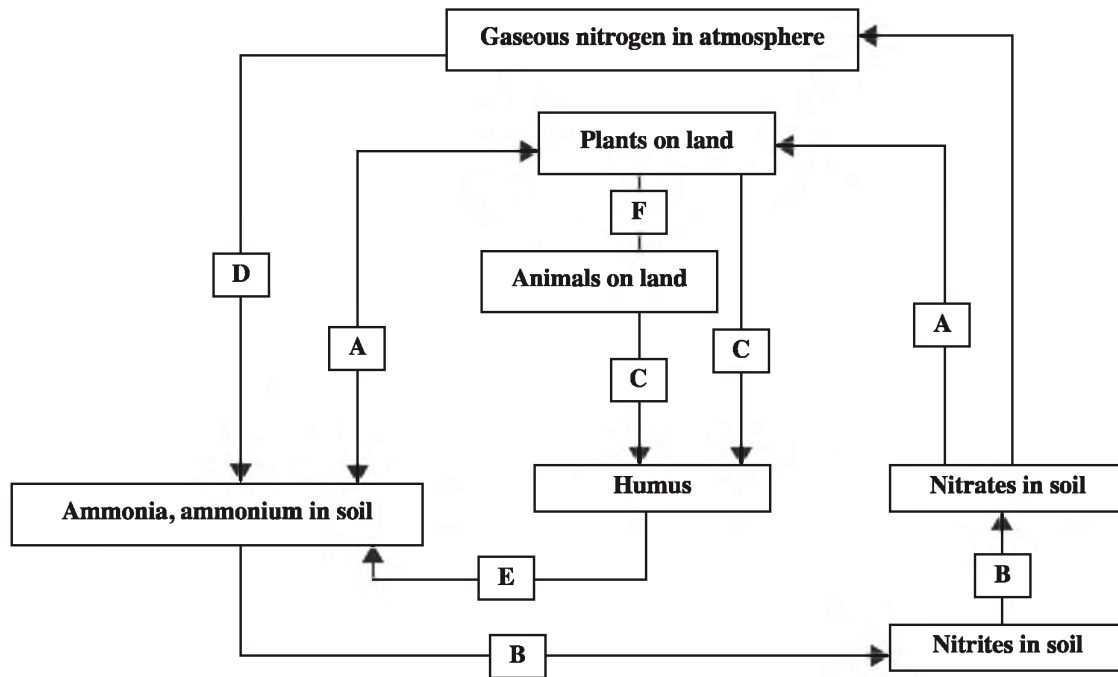 Gaseous nitrogen in atmosphere
Plants on land
F
D
Animals on land
A
A
C
C
Humus
Nitrates in soil
Ammonia, ammonium in soil
E
B
B
Nitrites in soil